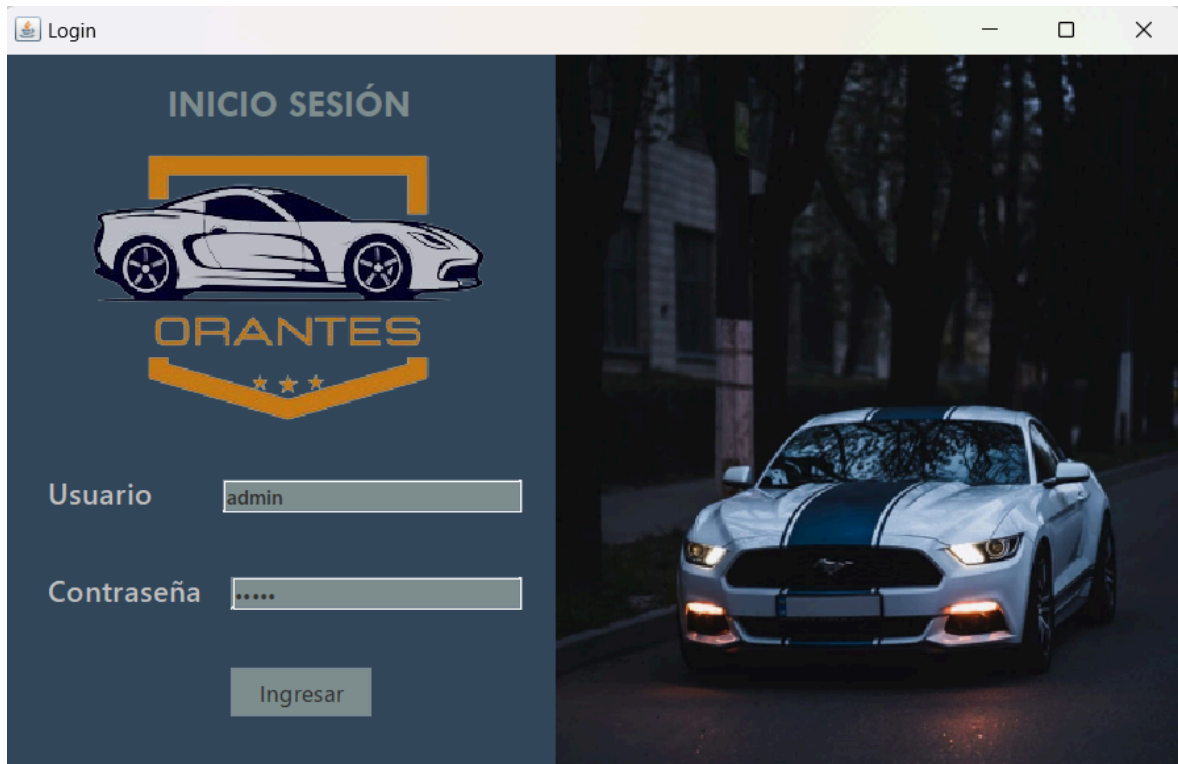 Login
INICIO SESIÓN
ORANTES
Usuario
admin
Contraseña
•••••
Ingresar